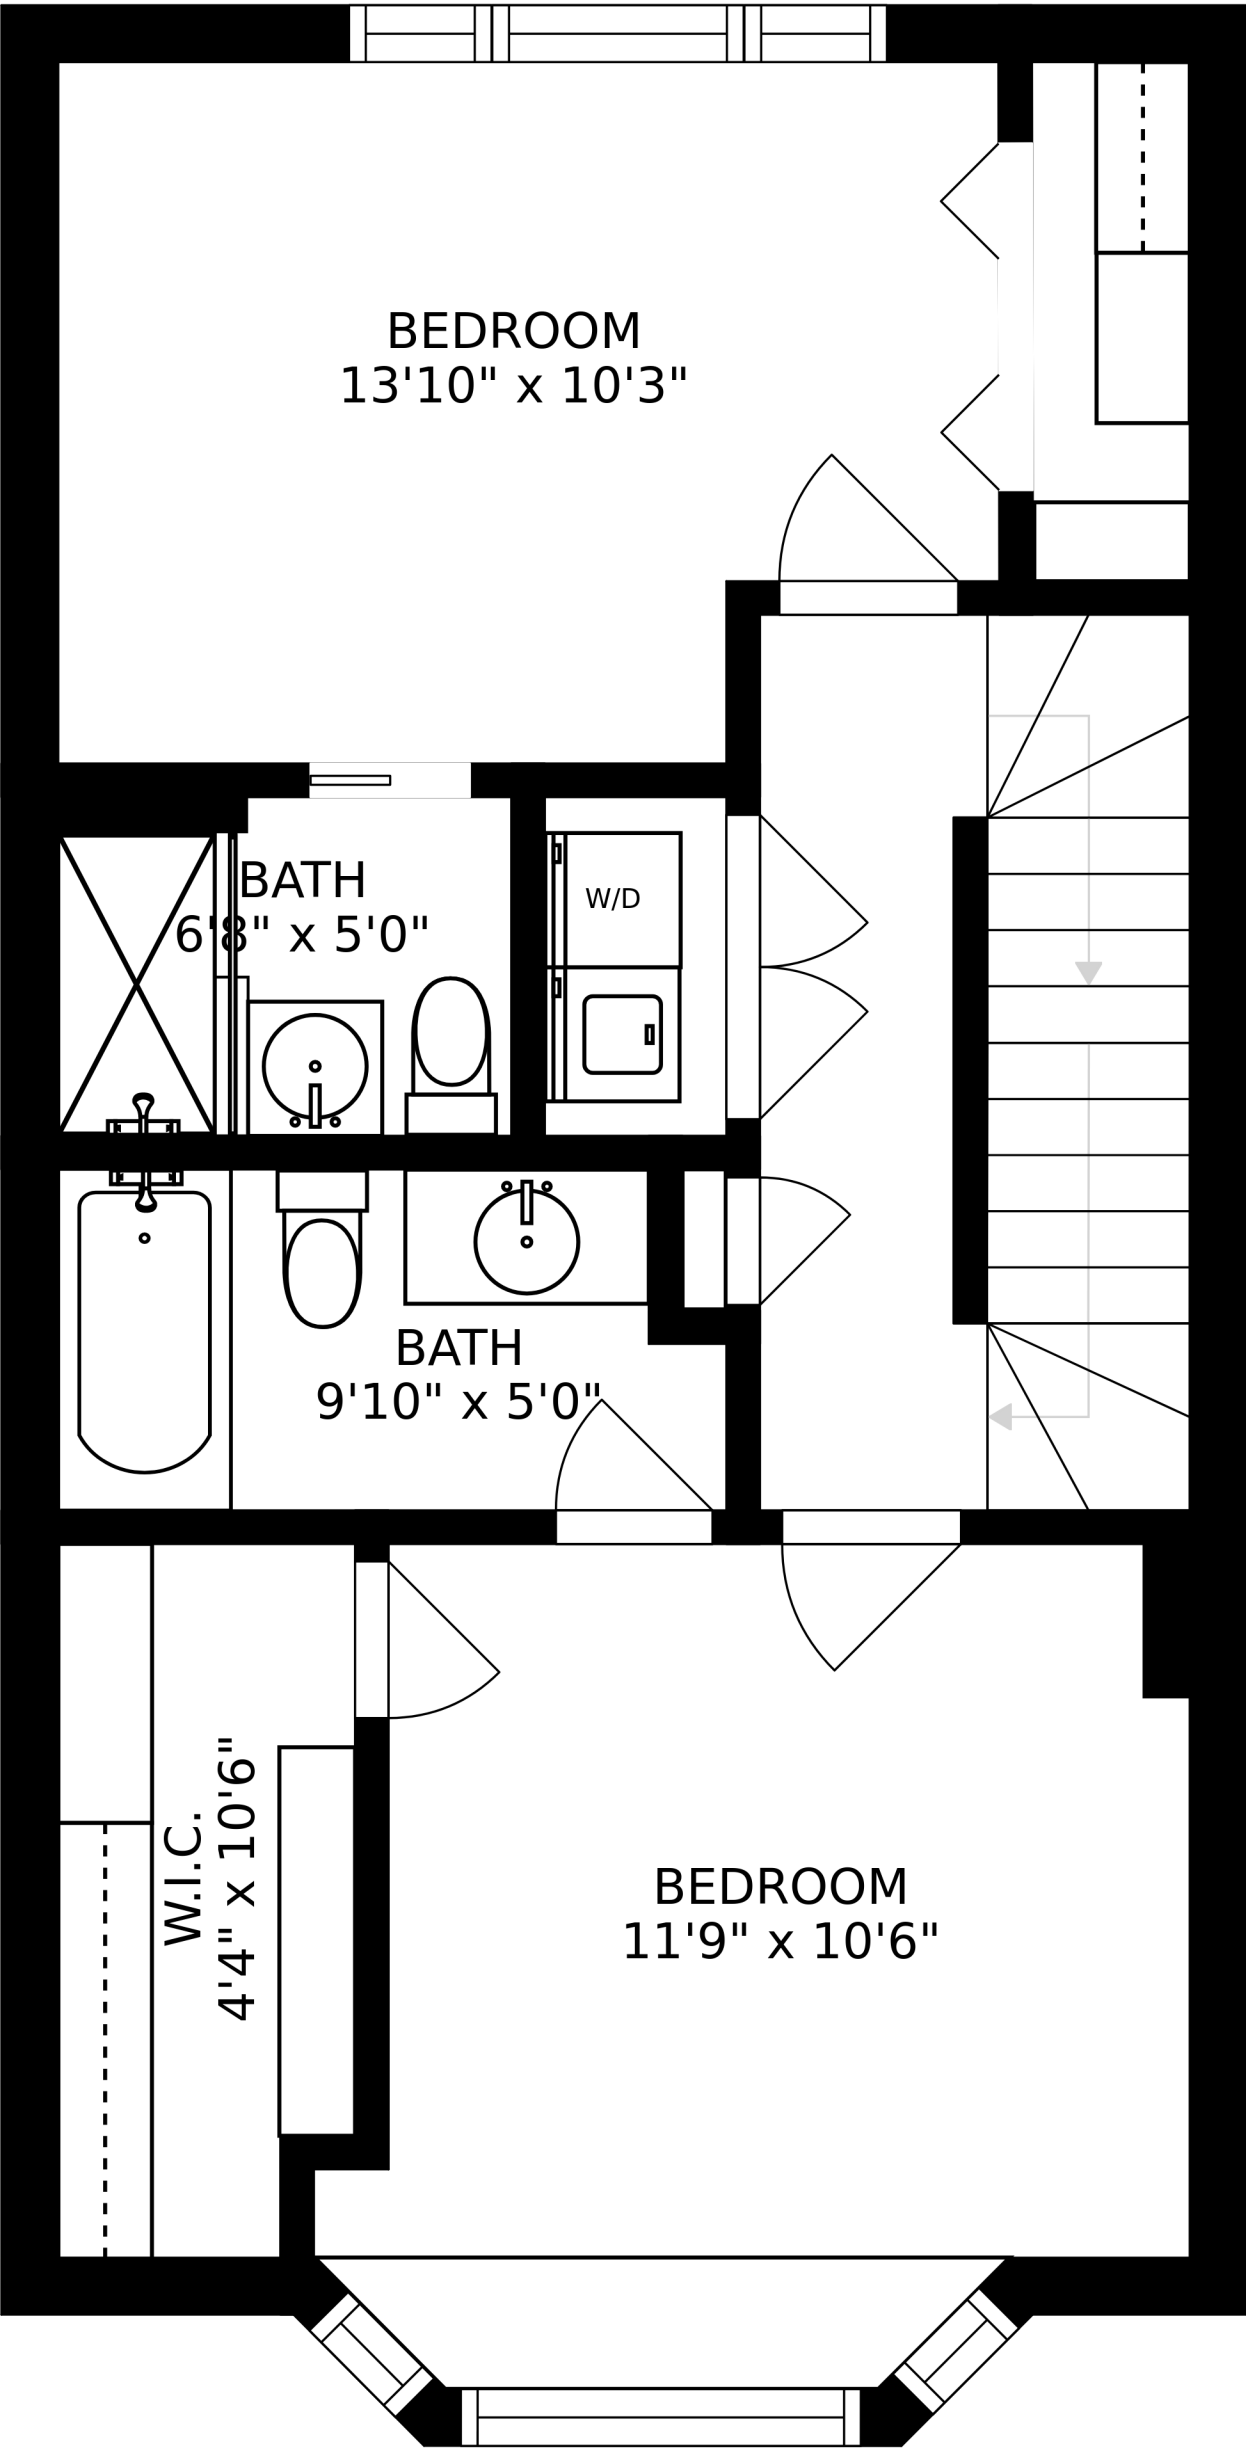 BEDROOM
13'10" x 10'3"
BATH
6'8" x 5'0"
W/D
BATH
9'10" x 5'0"
W.I.C.
4'4" x 10'6"
BEDROOM
11'9" x 10'6"